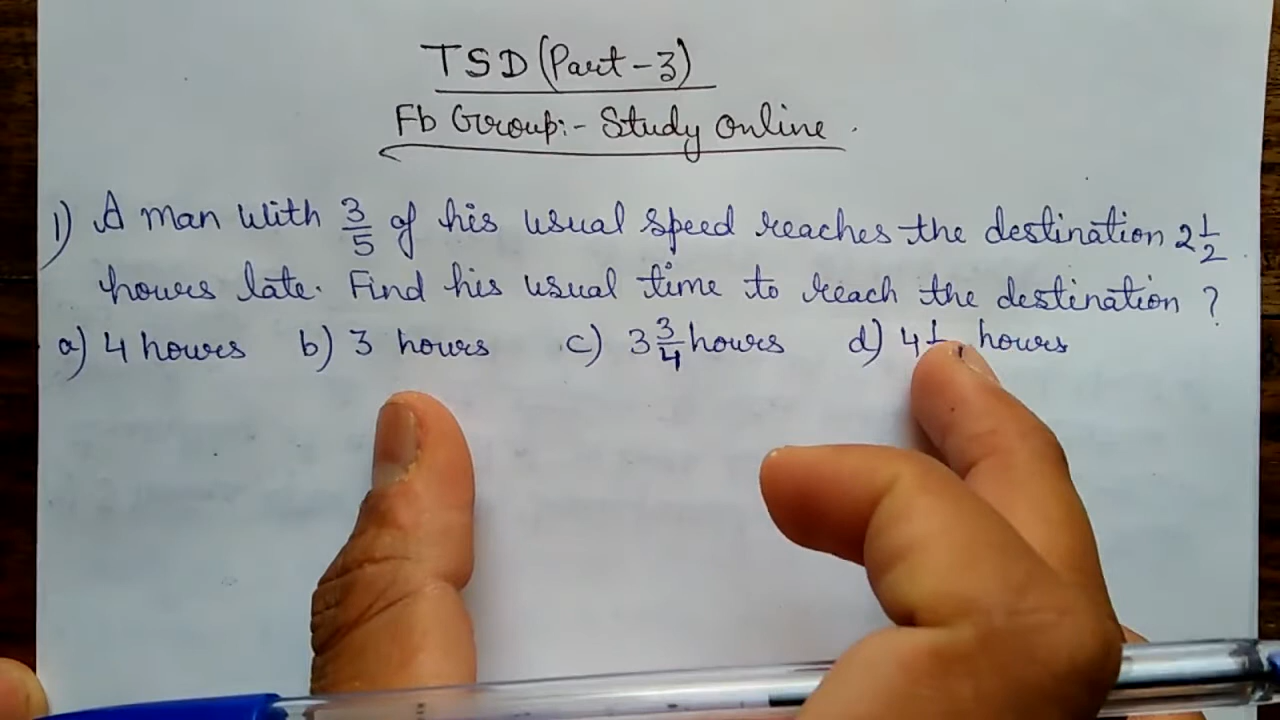 TSD (Part-3)
Fb Group:- Study Online.
1) A man with 3/5 of his usual speed reaches the destination 2 1/2
hours late. Find his usual time to reach the destination ?
a) 4 hours b) 3 hours c) 3 3/4 hours d) 4 hours